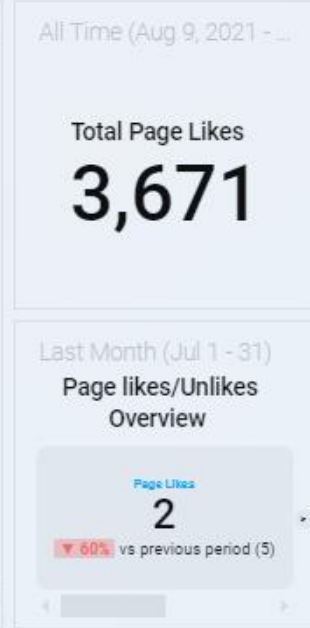 All Time (Aug 9, 2021 - ...
Total Page Likes
3,671
Last Month (Jul 1 - 31)
Page likes/Unlikes
Overview
Page Likes
2
▼ 60% vs previous period (5)